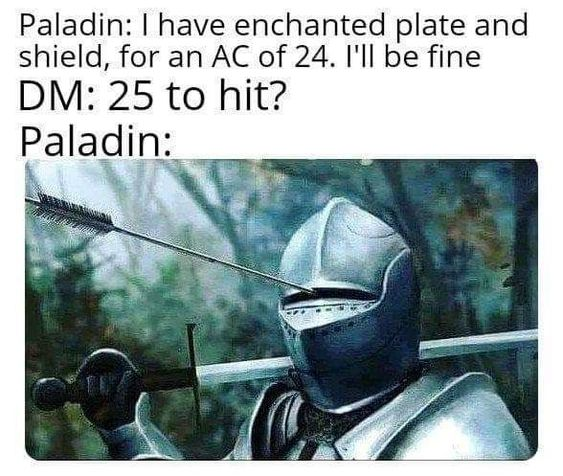 Paladin: I have enchanted plate and
shield, for an AC of 24. I'll be fine
DM: 25 to hit?
Paladin: